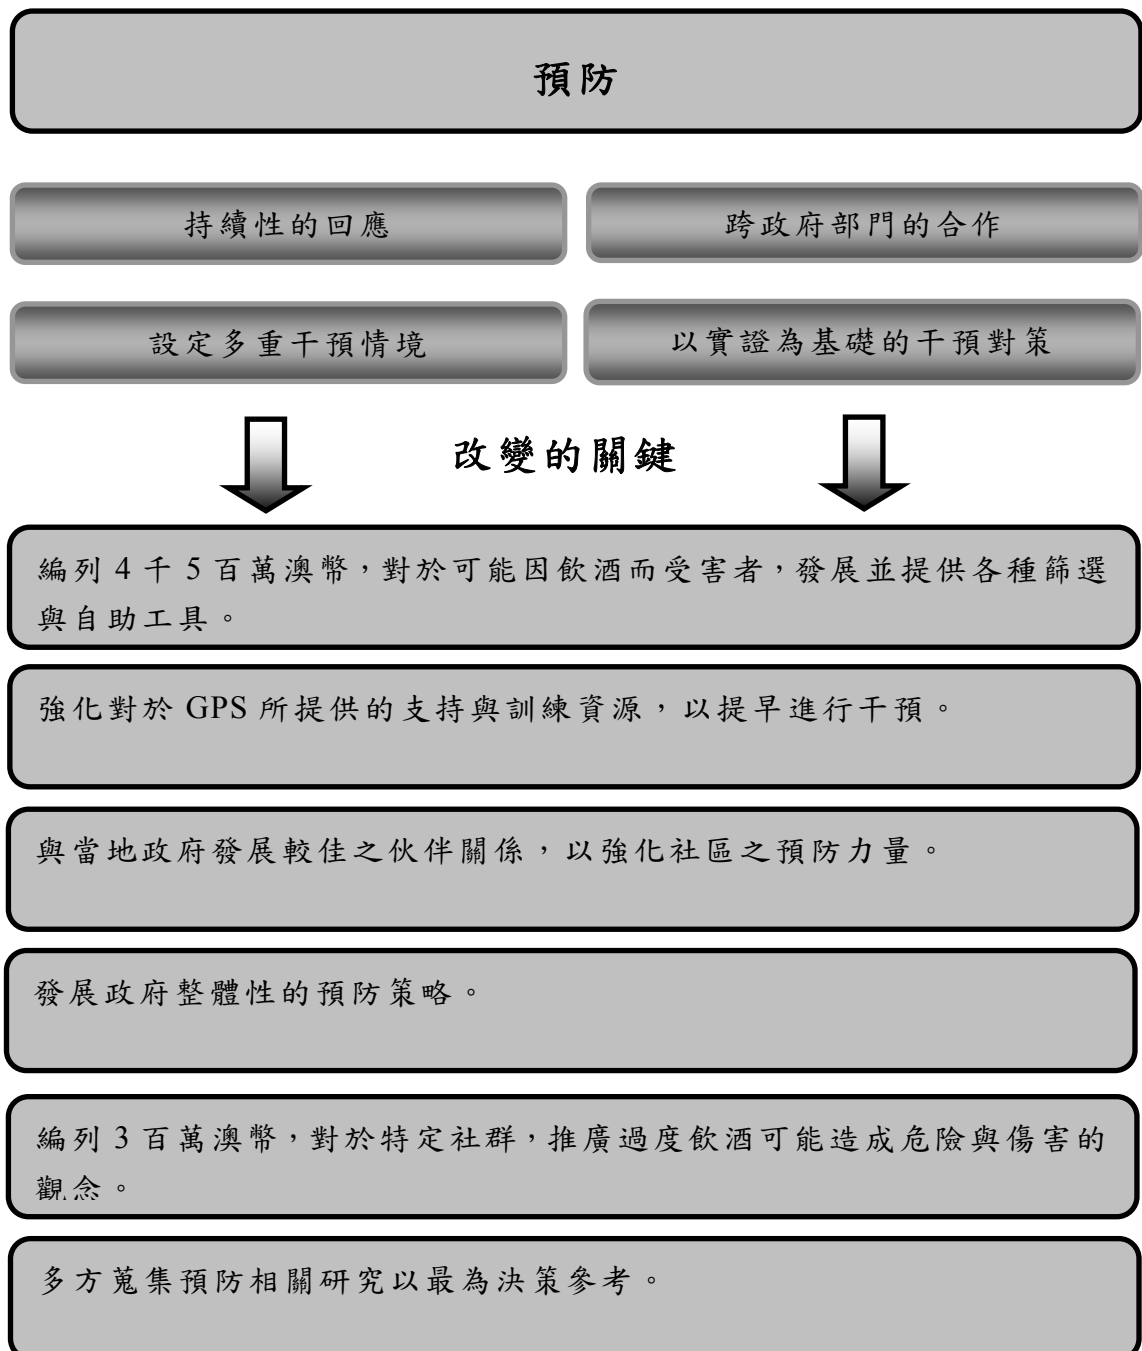 預防
持續性的回應
跨政府部門的合作
設定多重干預情境
以實證為基礎的干預對策
改變的關鍵
編列 4 千 5 百萬澳幣，對於可能因飲酒而受害者，發展並提供各種篩選
與自助工具。
強化對於 GPS 所提供的支持與訓練資源，以提早進行干預。
與當地政府發展較佳之伙伴關係，以強化社區之預防力量。
發展政府整體性的預防策略。
編列 3 百萬澳幣，對於特定社群，推廣過度飲酒可能造成危險與傷害的
觀念。
多方蒐集預防相關研究以最為決策參考。